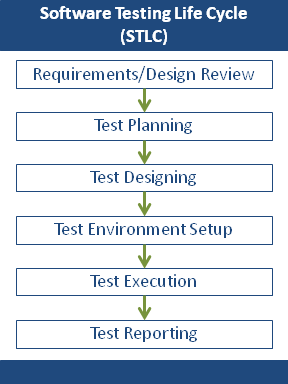 Software Testing Life Cycle
(STLC)
Requirements/Design Review
Test Planning
Test Designing
Test Environment Setup
Test Execution
Test Reporting